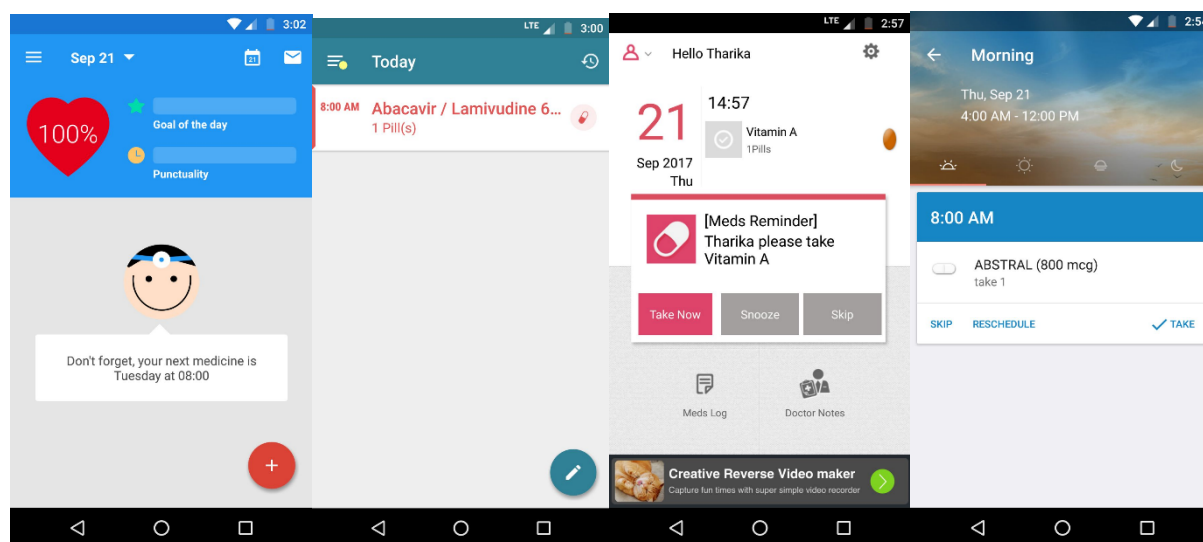 3:02
Sep 21
21
100%
Goal of the day
Punctuality
Don't forget, your next medicine is
Tuesday at 08:00
+
LTE 3:00
Today
8:00 AM Abacavir / Lamivudine 6...
1 Pill(s)
LTE 2:57
Hello Tharika
21
Sep 2017
Thu
14:57
Vitamin A
1Pills
[Meds Reminder]
Tharika please take
Vitamin A
Take Now Snooze Skip
Meds Log Doctor Notes
Creative Reverse Video maker
Capture fun times with super simple video recorder
Morning
Thu, Sep 21
4:00 AM - 12:00 PM
8:00 AM
ABSTRAL (800 mcg)
take 1
SKIP RESCHEDULE TAKE